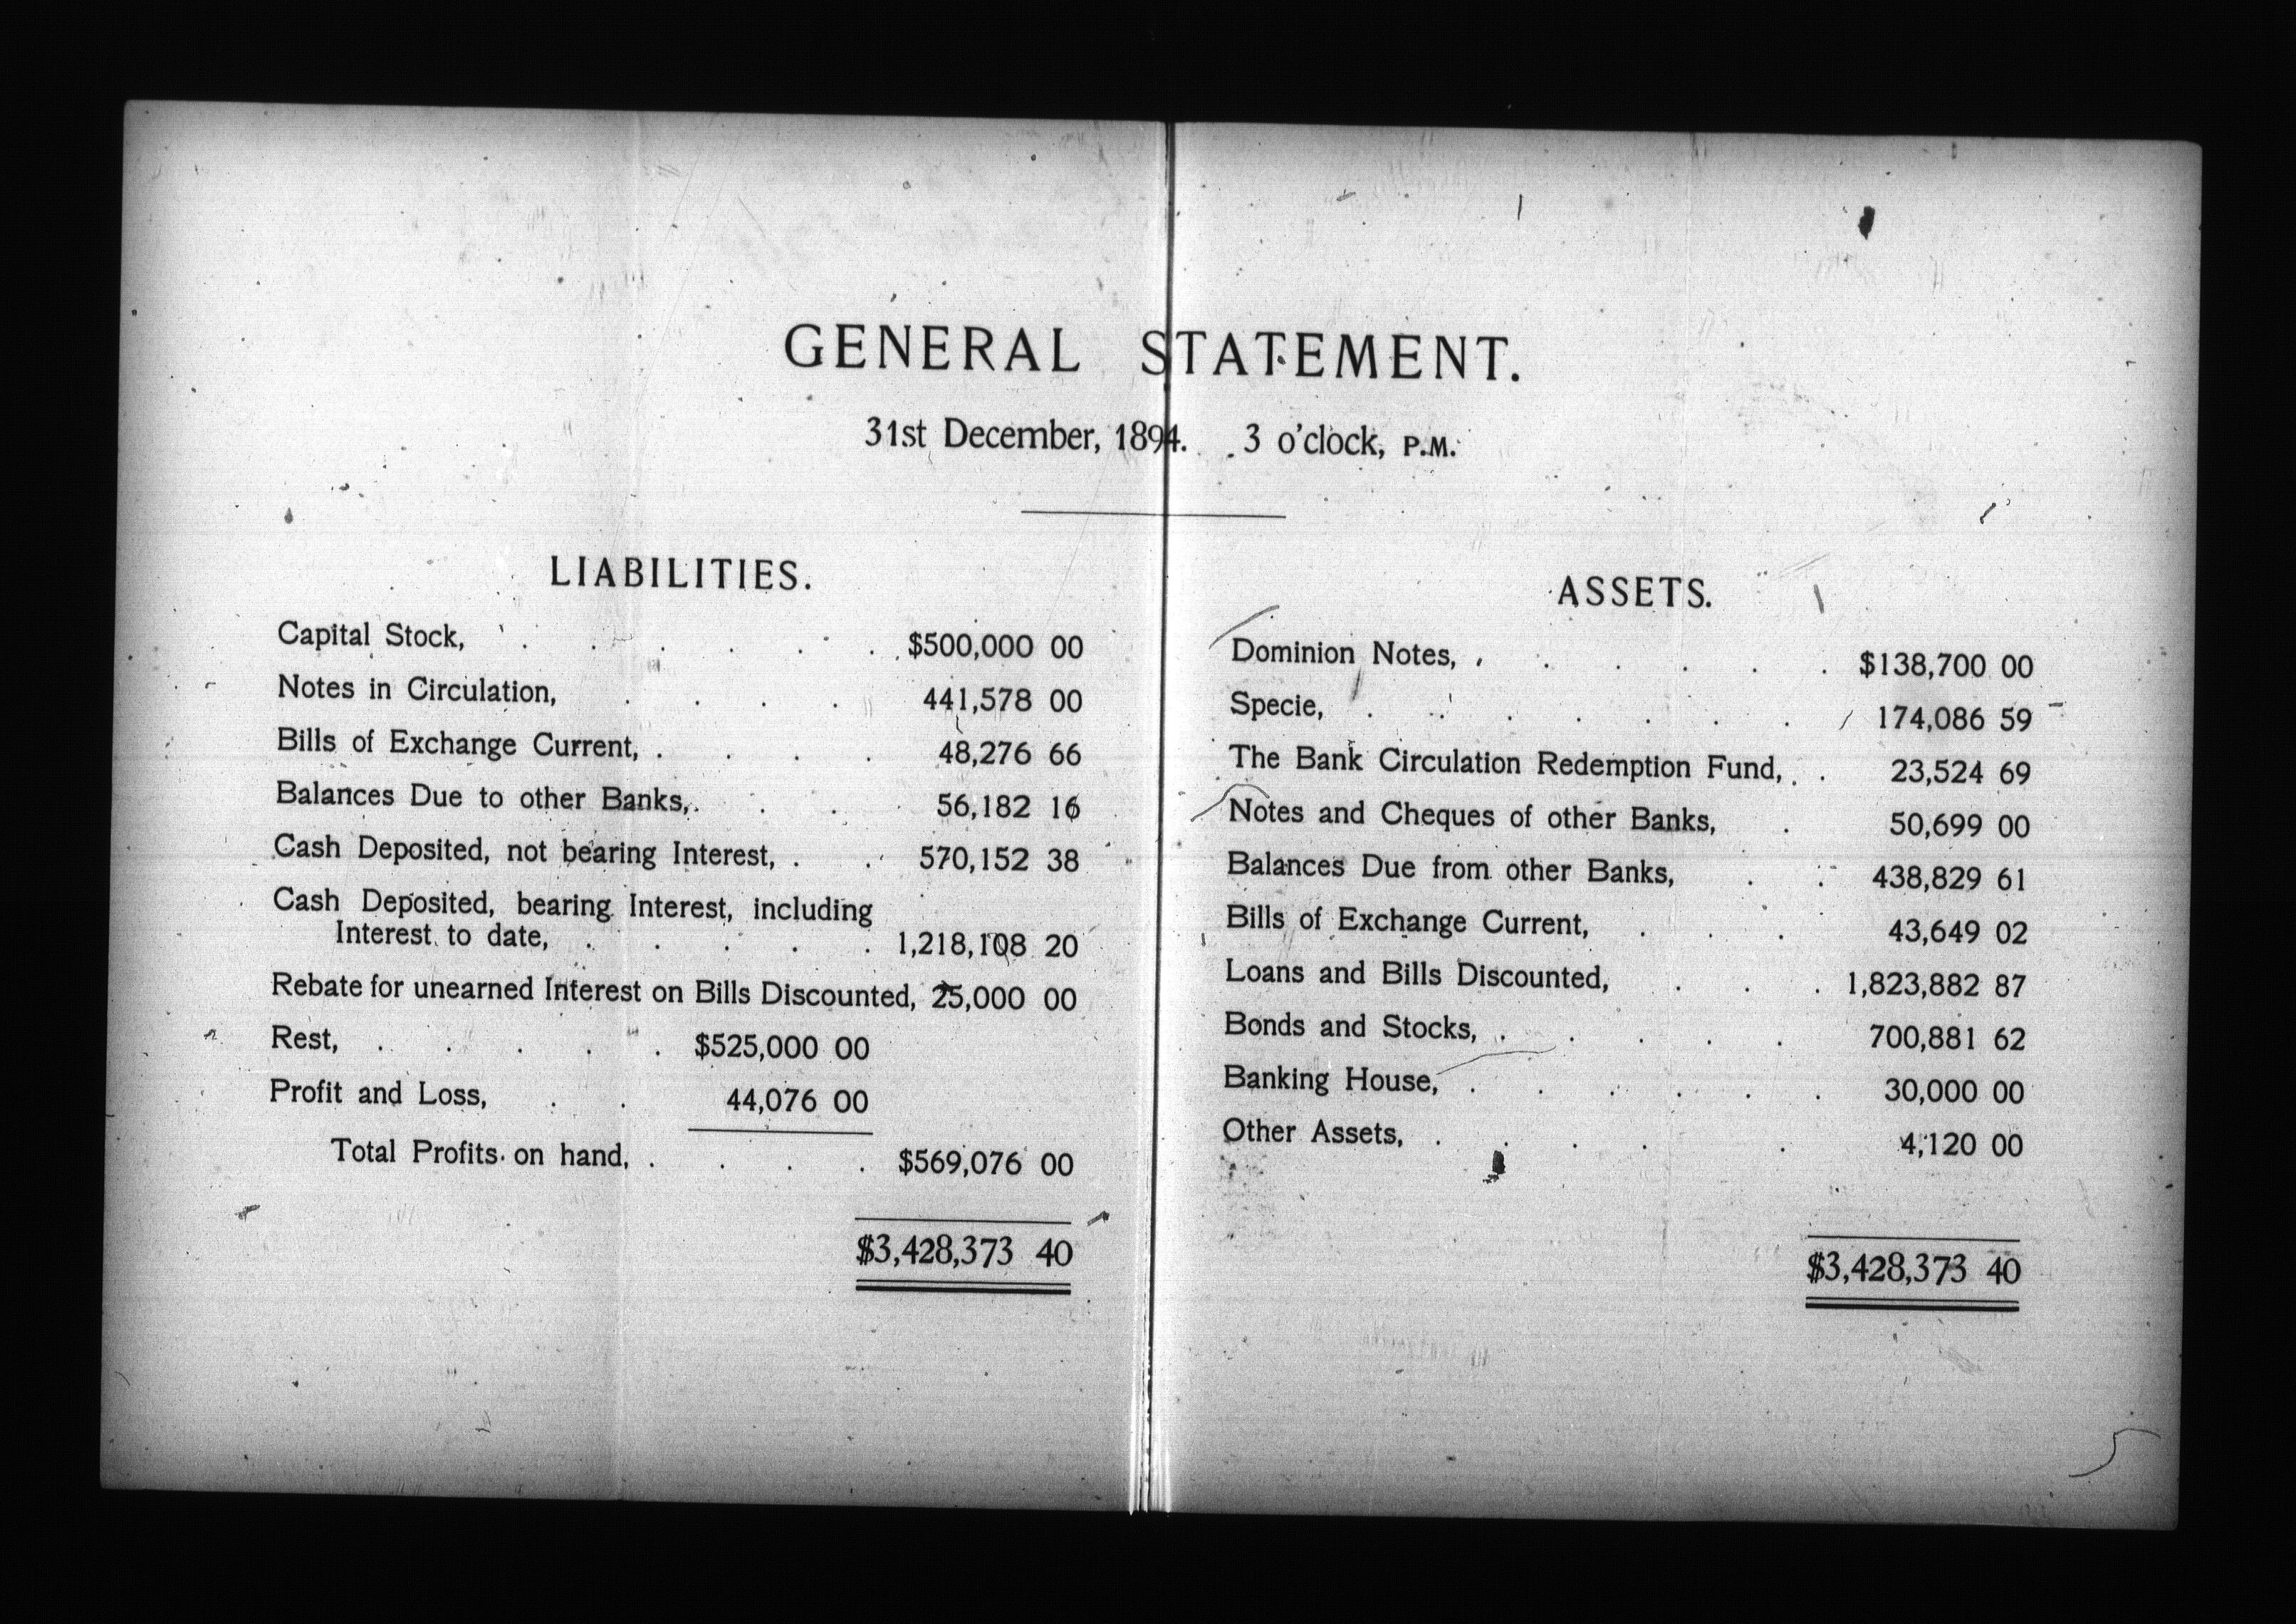 GENERAL STATEMENT.
31st December, 1894. 3 o'clock, P.M.
LIABILITIES.
Capital Stock, $500,000 00
Notes in Circulation, 441,578 00
Bills of Exchange Current, 48,276 66
Balances Due to other Banks, 56,182 16
Cash Deposited, not bearing Interest, 570,152 38
Cash Deposited, bearing Interest, including
Interest to date, 1,218,108 20
Rebate for unearned Interest on Bills Discounted, 25,000 00
Rest, $525,000 00
Profit and Loss, 44,076 00
Total Profits on hand, $569,076 00
$3,428,373 40
ASSETS.
Dominion Notes, $138,700 00
Specie, 174,086 59
The Bank Circulation Redemption Fund, 23,524 69
Notes and Cheques of other Banks, 50,699 00
Balances Due from other Banks, 438,829 61
Bills of Exchange Current, 43,649 02
Loans and Bills Discounted, 1,823,882 87
Bonds and Stocks, 700,881 62
Banking House, 30,000 00
Other Assets, 4,120 00
$3,428,373 40